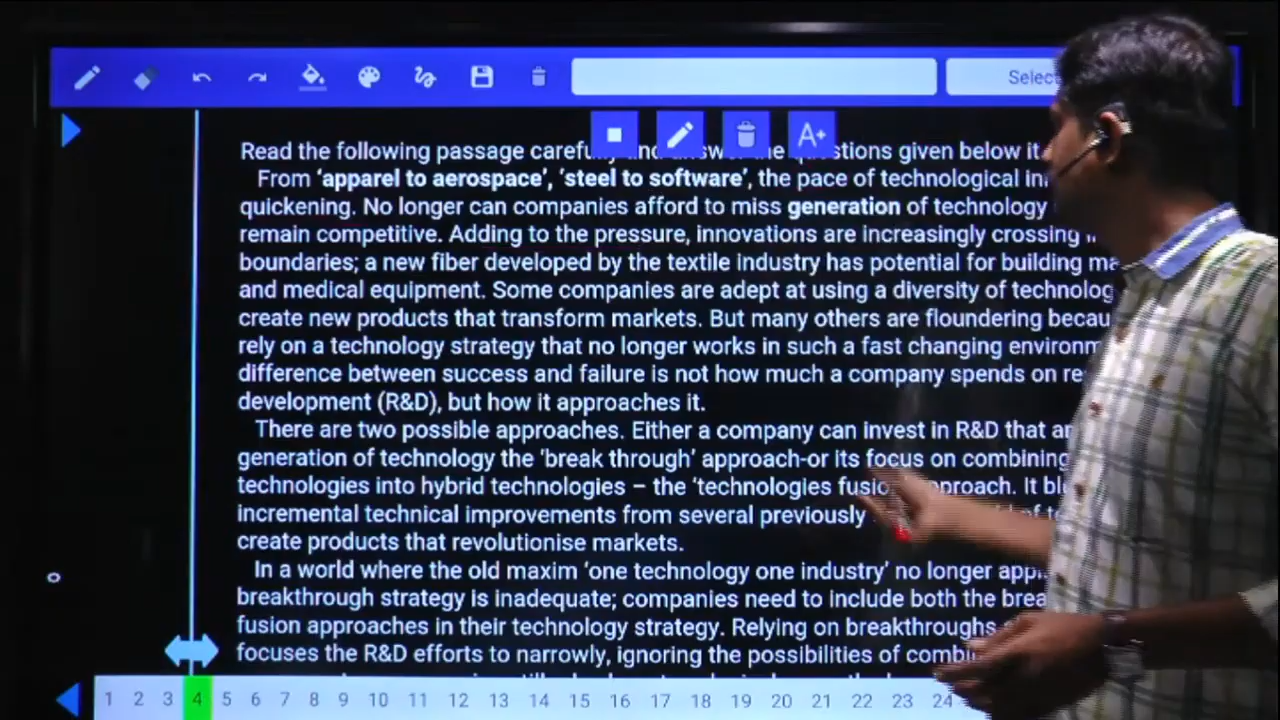 Select
A+
Read the following passage carefully and answer the questions given below it
From ‘apparel to aerospace’, ‘steel to software’, the pace of technological
quickening. No longer can companies afford to miss generation of technology
remain competitive. Adding to the pressure, innovations are increasingly crossing
boundaries; a new fiber developed by the textile industry has potential for building
and medical equipment. Some companies are adept at using a diversity of
create new products that transform markets. But many others are floundering
rely on a technology strategy that no longer works in such a fast changing
difference between success and failure is not how much a company spends on
development (R&D), but how it approaches it.
There are two possible approaches. Either a company can invest in R&D that
generation of technology the ‘break through’ approach-or its focus on combining
technologies into hybrid technologies – the ‘technologies approach. It
incremental technical improvements from several previously of
create products that revolutionise markets.
In a world where the old maxim ‘one technology one industry’ no longer
breakthrough strategy is inadequate; companies need to include both the
fusion approaches in their technology strategy. Relying on breakthroughs
focuses the R&D efforts to narrowly, ignoring the possibilities of
1 2 3 4 5 6 7 8 9 10 11 12 13 14 15 16 17 18 19 20 21 22 23 24